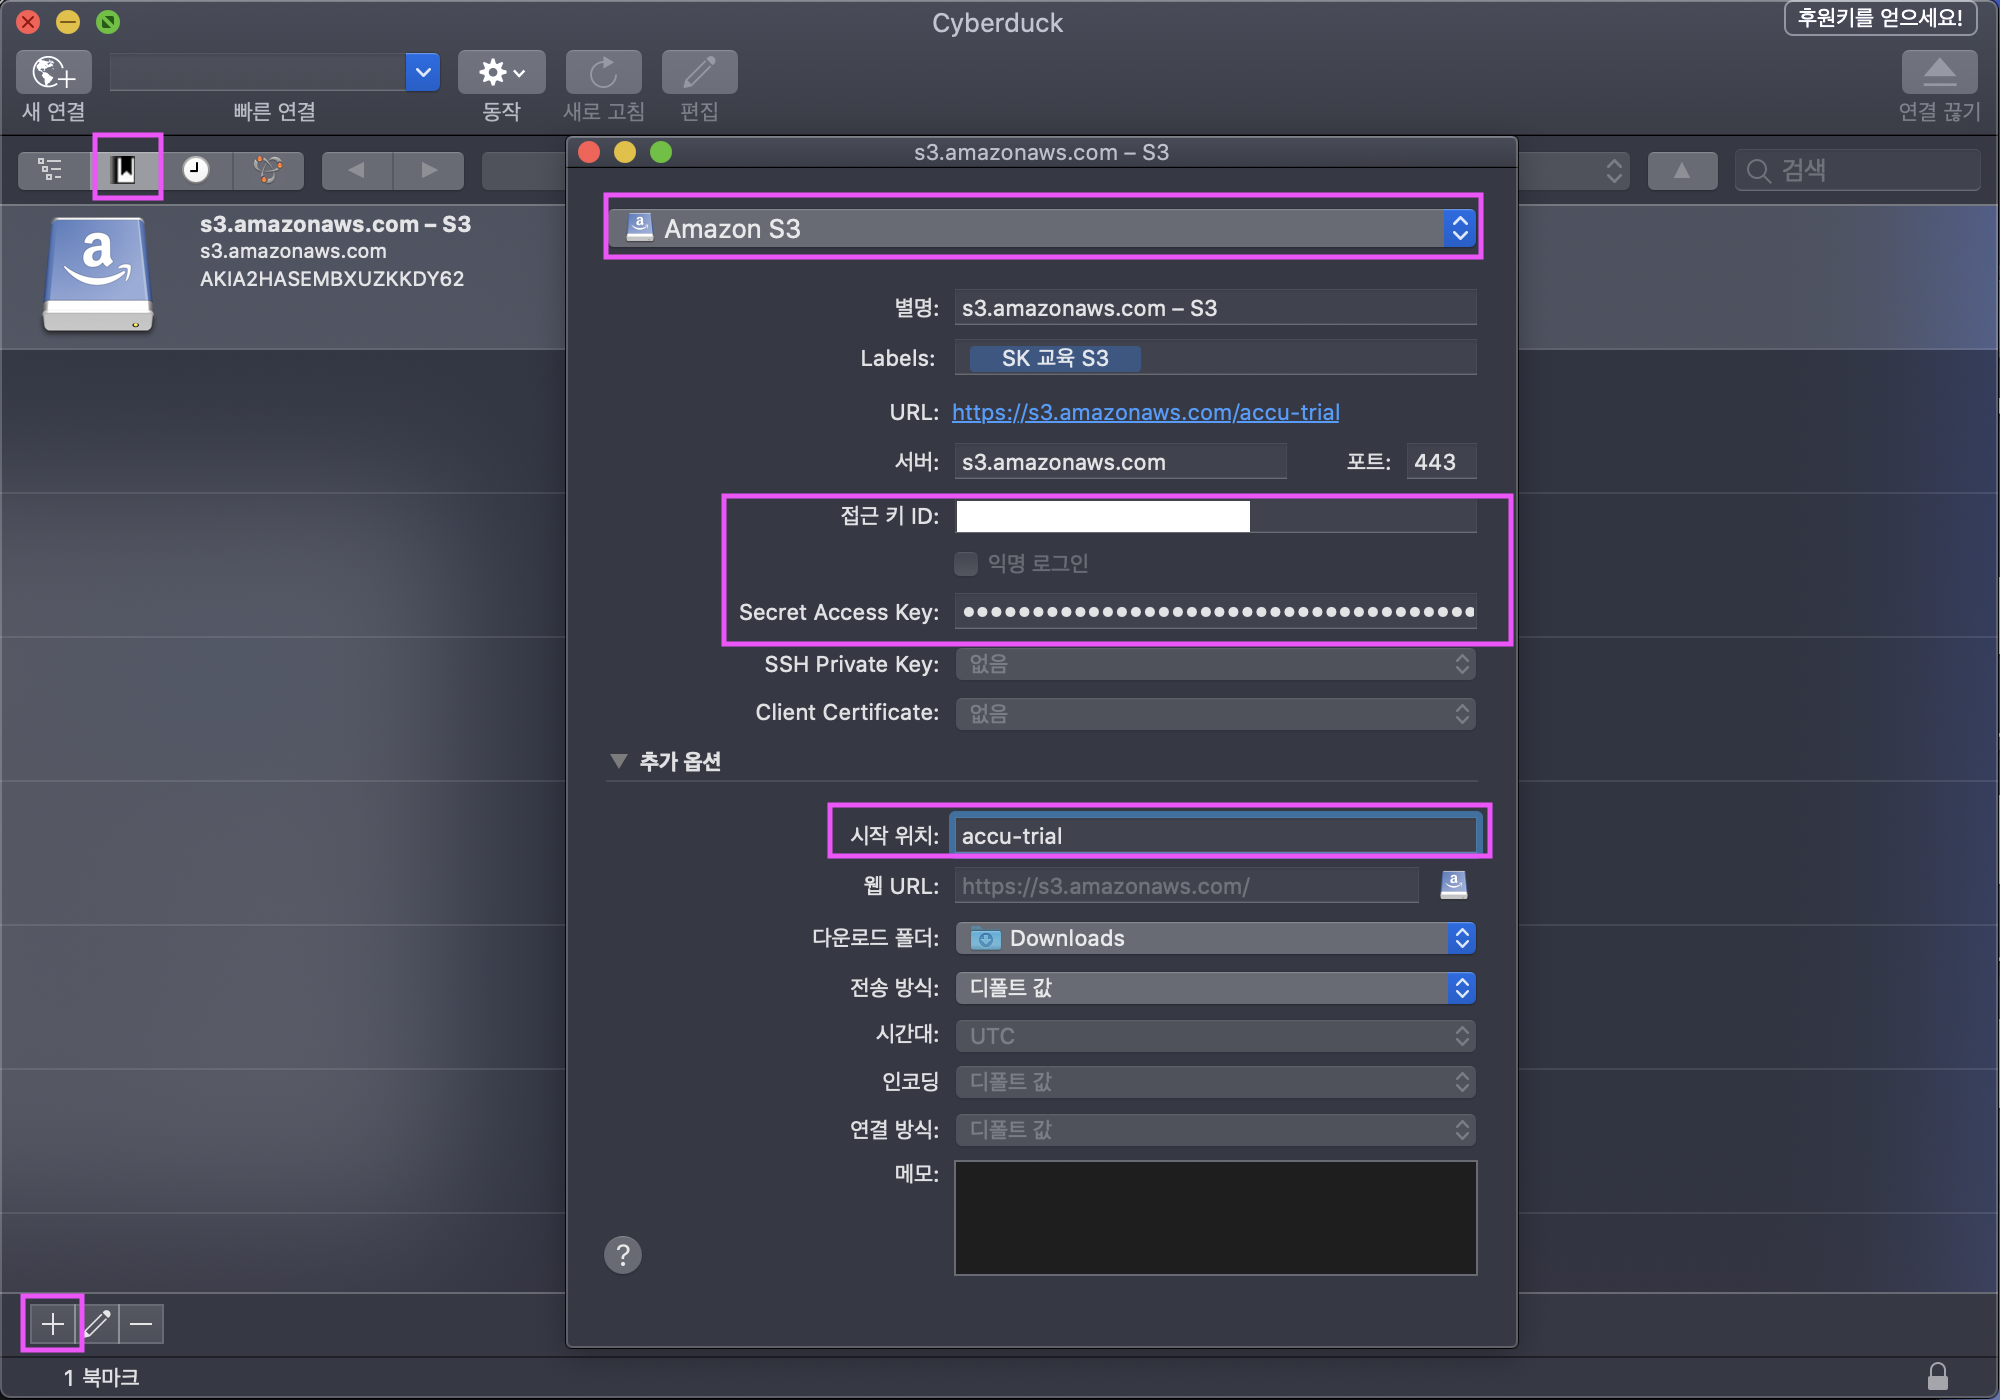 Cyberduck
후원키를 얻으세요!
새 연결
빠른 연결
동작
새로 고침
편집
연결 끊기
검색
s3.amazonaws.com – S3
s3.amazonaws.com
AKIA2HASEMBXUZKKDY62
s3.amazonaws.com – S3
Amazon S3
별명: s3.amazonaws.com – S3
Labels: SK 교육 S3
URL: https://s3.amazonaws.com/accu-trial
서버: s3.amazonaws.com 포트: 443
접근 키 ID:
익명 로그인
Secret Access Key: ●●●●●●●●●●●●●●●●●●●●●●●●●●●●●●●●●●●●●
SSH Private Key: 없음
Client Certificate: 없음
추가 옵션
시작 위치: accu-trial
웹 URL: https://s3.amazonaws.com/
다운로드 폴더: Downloads
전송 방식: 디폴트 값
시간대: UTC
인코딩 디폴트 값
연결 방식: 디폴트 값
메모:
?
1 북마크